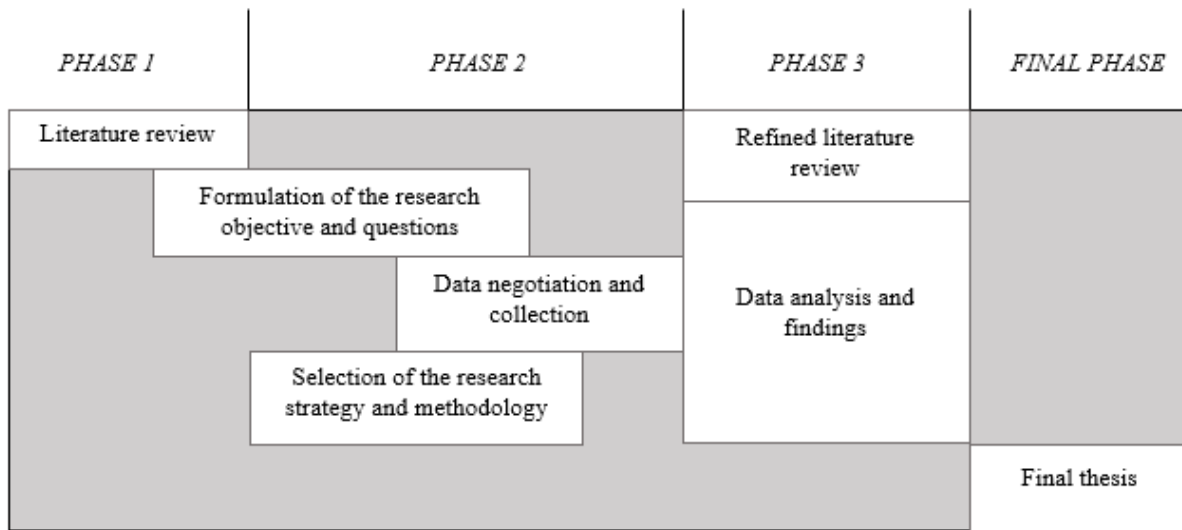 PHASE 1
PHASE 2
PHASE 3
FINAL PHASE
Literature review
Refined literature
review
Formulation of the research
objective and questions
Data negotiation and
collection
Data analysis and
findings
Selection of the research
strategy and methodology
Final thesis